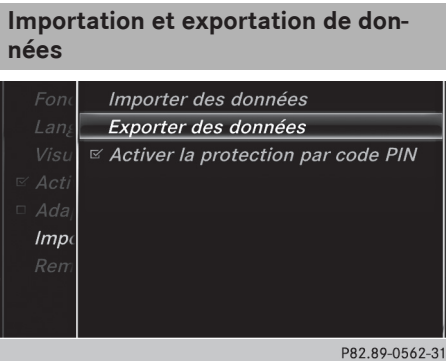 Importation et exportation de don-
nées
Importer des données
Exporter des données
Activer la protection par code PIN
Fonc
Lang
Visu
Acti
Ada
Impo
Rem
P82.89-0562-31